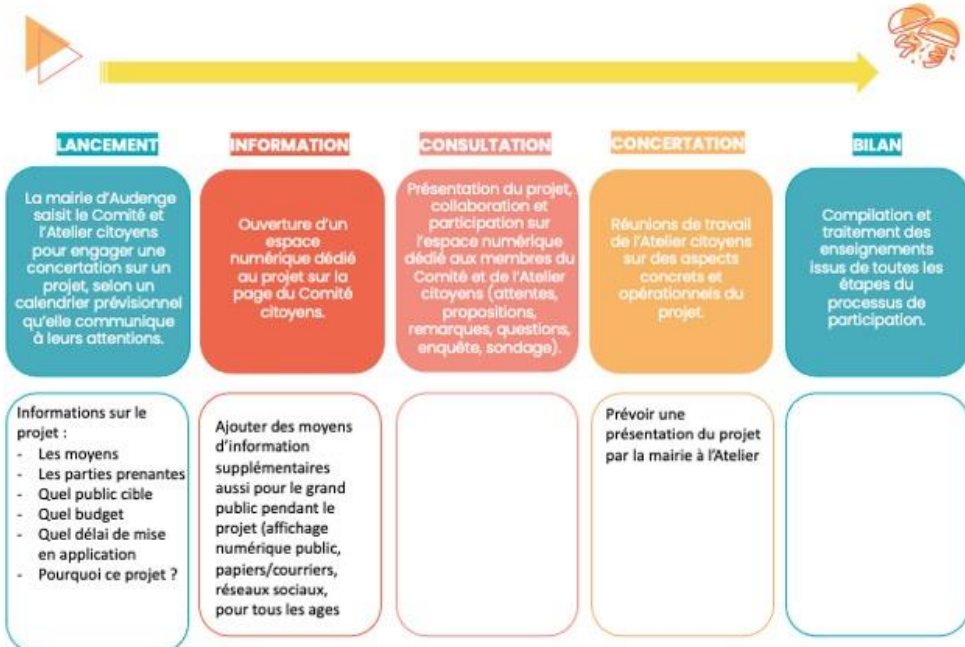 LANCEMENT
La mairie d'Audenge
saisit le Comité et
l'Atelier citoyens
pour engager une
concertation sur un
projet, selon un
calendrier prévisionnel
qu'elle communique
à leurs attentions.
Informations sur le
projet :
- Les moyens
- Les parties prenantes
- Quel public cible
- Quel budget
- Quel délai de mise
en application
- Pourquoi ce projet ?
INFORMATION
Ouverture d'un
espace
numérique dédié
au projet sur la
page du Comité
citoyens.
Ajouter des moyens
d'information
supplémentaires
aussi pour le grand
public pendant le
projet (affichage
numérique public,
papiers/courriers,
réseaux sociaux,
pour tous les ages
CONSULTATION
Présentation du projet,
collaboration et
participation sur
l'espace numérique
dédié aux membres du
Comité et de l'Atelier
citoyens (attentes,
propositions,
remarques, questions,
enquête, sondage).
CONCERTATION
Réunions de travail
de l'Atelier citoyens
sur des aspects
concrets et
opérationnels du
projet.
Prévoir une
présentation du projet
par la mairie à l'Atelier
BILAN
Compilation et
traitement des
enseignements
issus de toutes les
étapes du
processus de
participation.